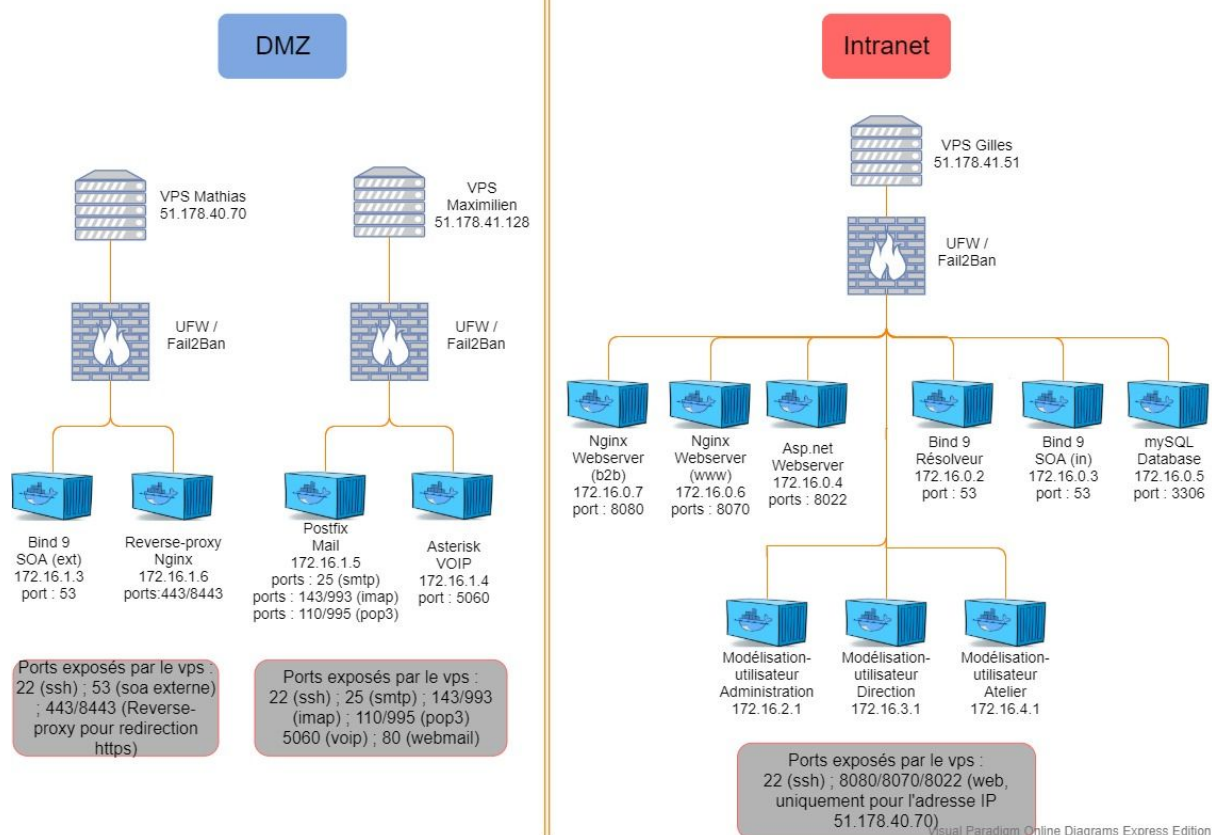 DMZ
VPS Mathias
51.178.40.70
VPS
Maximilien
51.178.41.128
UFW /
Fail2Ban
UFW /
Fail2Ban
Bind 9
SOA (ext)
172.16.1.3
port : 53
Reverse-proxy
Nginx
172.16.1.6
ports:443/8443
Postfix
Mail
172.16.1.5
ports : 25 (smtp)
ports : 143/993 (imap)
ports : 110/995 (pop3)
Asterisk
VOIP
172.16.1.4
port : 5060
Ports exposés par le vps :
22 (ssh) ; 53 (soa externe)
; 443/8443 (Reverse-
proxy pour redirection
https)
Ports exposés par le vps :
22 (ssh) ; 25 (smtp) ; 143/993
(imap) ; 110/995 (pop3)
5060 (voip) ; 80 (webmail)
Intranet
VPS Gilles
51.178.41.51
UFW /
Fail2Ban
Nginx
Webserver
(b2b)
172.16.0.7
port : 8080
Nginx
Webserver
(www)
172.16.0.6
ports : 8070
Asp.net
Webserver
172.16.0.4
ports : 8022
Bind 9
Résolveur
172.16.0.2
port : 53
Bind 9
SOA (in)
172.16.0.3
port : 53
mySQL
Database
172.16.0.5
port : 3306
Modélisation-
utilisateur
Administration
172.16.2.1
Modélisation-
utilisateur
Direction
172.16.3.1
Modélisation-
utilisateur
Atelier
172.16.4.1
Ports exposés par le vps :
22 (ssh) ; 8080/8070/8022 (web,
uniquement pour l'adresse IP
51.178.40.70)
Visual Paradigm Online Diagrams Express Edition